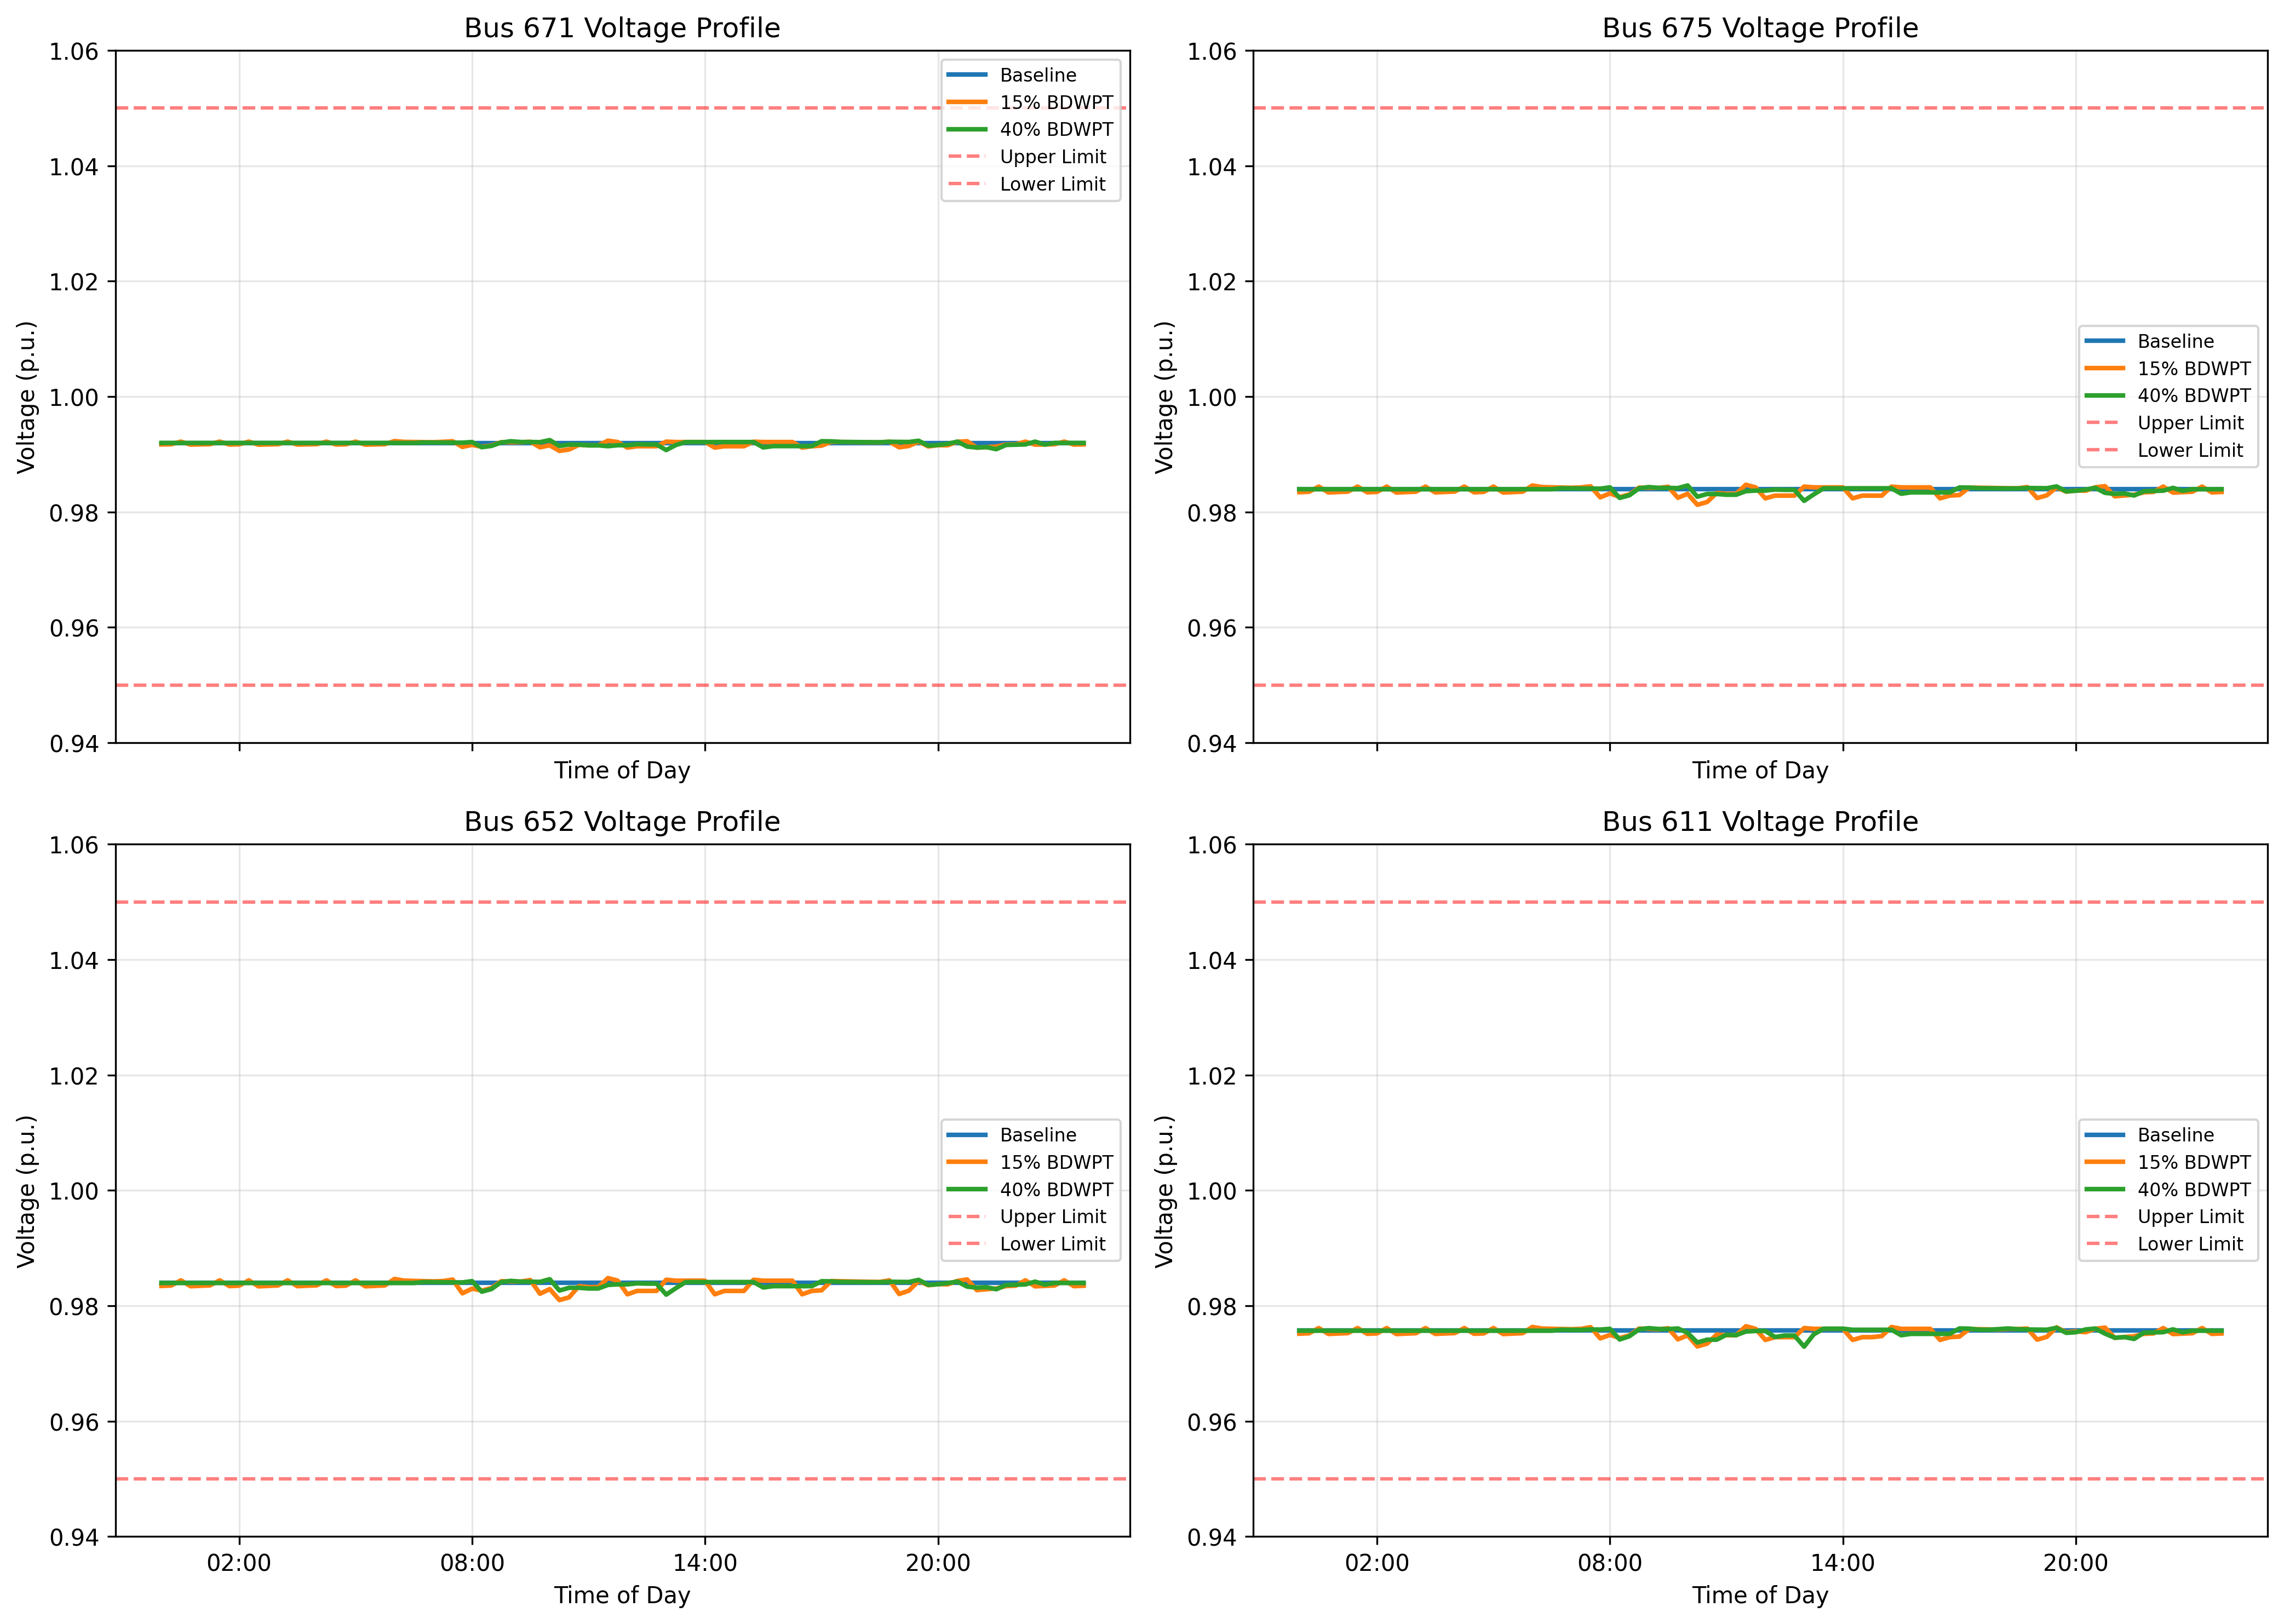 Bus 671 Voltage Profile
1.06
1.04
1.02
1.00
0.98
0.96
0.94
Voltage (p.u.)
Baseline
15% BDWPT
40% BDWPT
Upper Limit
Lower Limit
Time of Day
Bus 675 Voltage Profile
1.06
1.04
1.02
1.00
0.98
0.96
0.94
Voltage (p.u.)
Baseline
15% BDWPT
40% BDWPT
Upper Limit
Lower Limit
Time of Day
Bus 652 Voltage Profile
1.06
1.04
1.02
1.00
0.98
0.96
0.94
Voltage (p.u.)
Baseline
15% BDWPT
40% BDWPT
Upper Limit
Lower Limit
02:00 08:00 14:00 20:00
Time of Day
Bus 611 Voltage Profile
1.06
1.04
1.02
1.00
0.98
0.96
0.94
Voltage (p.u.)
Baseline
15% BDWPT
40% BDWPT
Upper Limit
Lower Limit
02:00 08:00 14:00 20:00
Time of Day